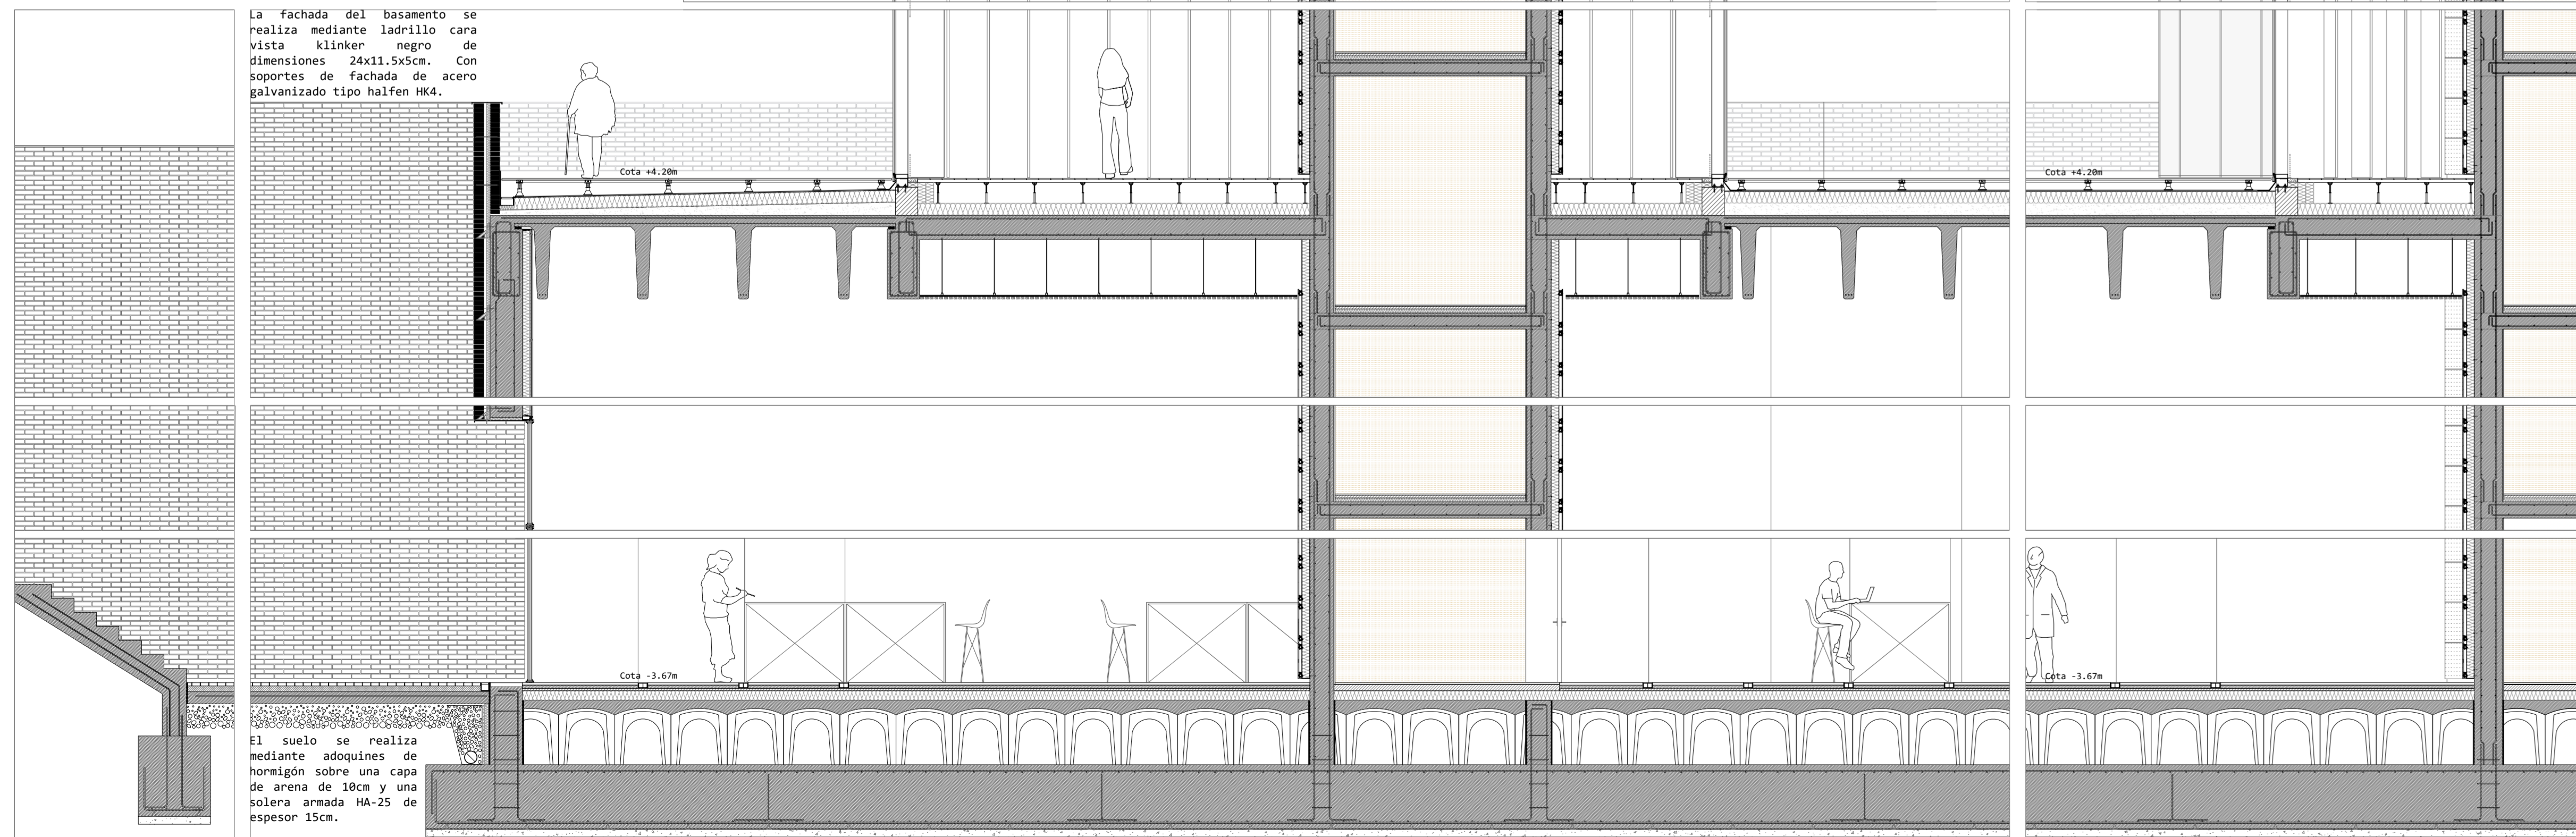 La fachada del basamento se
realiza mediante ladrillo cara
vista klinker negro de
dimensiones 24x11.5x5cm. Con
soportes de fachada de acero
galvanizado tipo halfen HK4.
Cota +4.20m
Cota +4.20m
Cota -3.67m
Cota -3.67m
El suelo se realiza
mediante adoquines de
hormigón sobre una capa
de arena de 10cm y una
solera armada HA-25 de
espesor 15cm.